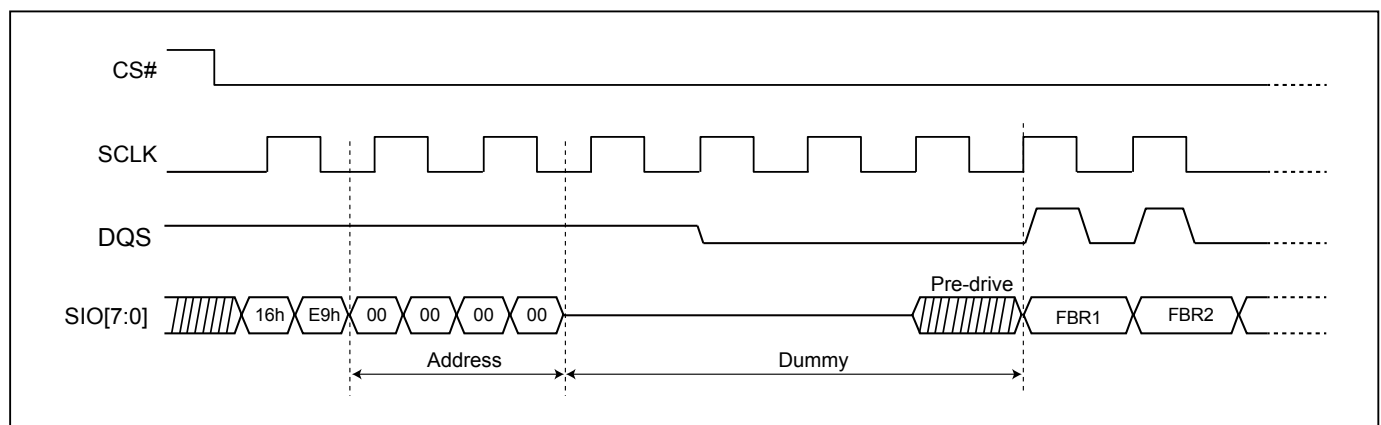 CS#
SCLK
DQS
Pre-drive
SIO[7:0] 16h E9h 00 00 00 00 FBR1 FBR2
Address Dummy